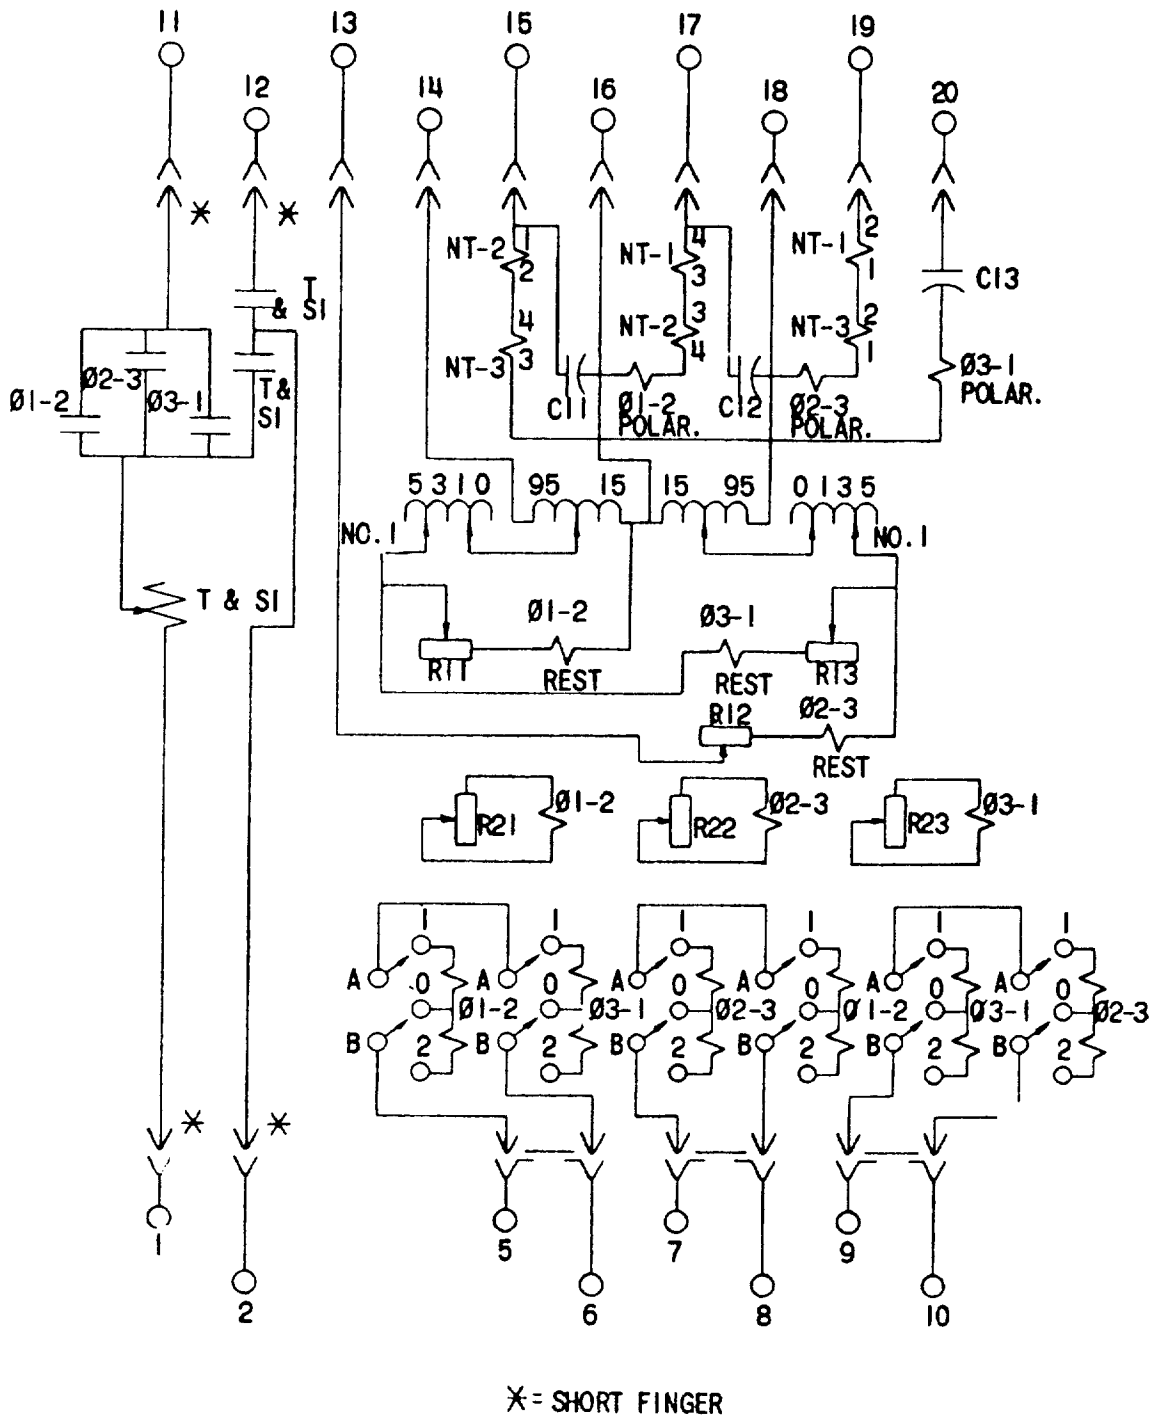 11 13 15 17 19
12 14 16 18 20
* *
NT-2 1 2 NT-1 4 3 NT-1 2 1
T & SI
C13
Ø2-3
NT-3 4 3 NT-2 3 4 NT-3 2 1
Ø1-2 Ø3-1 T & SI
C11 Ø1-2 POLAR. C12 Ø2-3 POLAR. Ø3-1 POLAR.
5 3 1 0 95 15 15 95 0 1 3 5
NO. 1 NO. 1
T & SI
Ø1-2 Ø3-1
R11 REST REST R13
R12 Ø2-3
REST
R21 Ø1-2 R22 Ø2-3 R23 Ø3-1
1 1 1 1 1 1
A 0 A 0 A 0 A 0 A 0 A 0
Ø1-2 Ø3-1 Ø2-3 Ø1-2 Ø3-1 Ø2-3
B 2 B 2 B 2 B 2 B 2 B 2
* *
1 5 7 9
2 6 8 10
* = SHORT FINGER